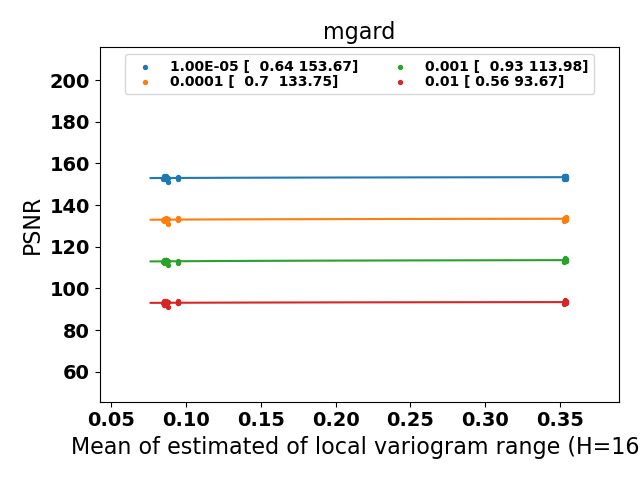 mgard
1.00E-05 [  0.64 153.67]
0.0001 [  0.7  133.75]
0.001 [  0.93 113.98]
0.01 [ 0.56 93.67]
PSNR
200
180
160
140
120
100
80
60
0.05 0.10 0.15 0.20 0.25 0.30 0.35
Mean of estimated of local variogram range (H=16